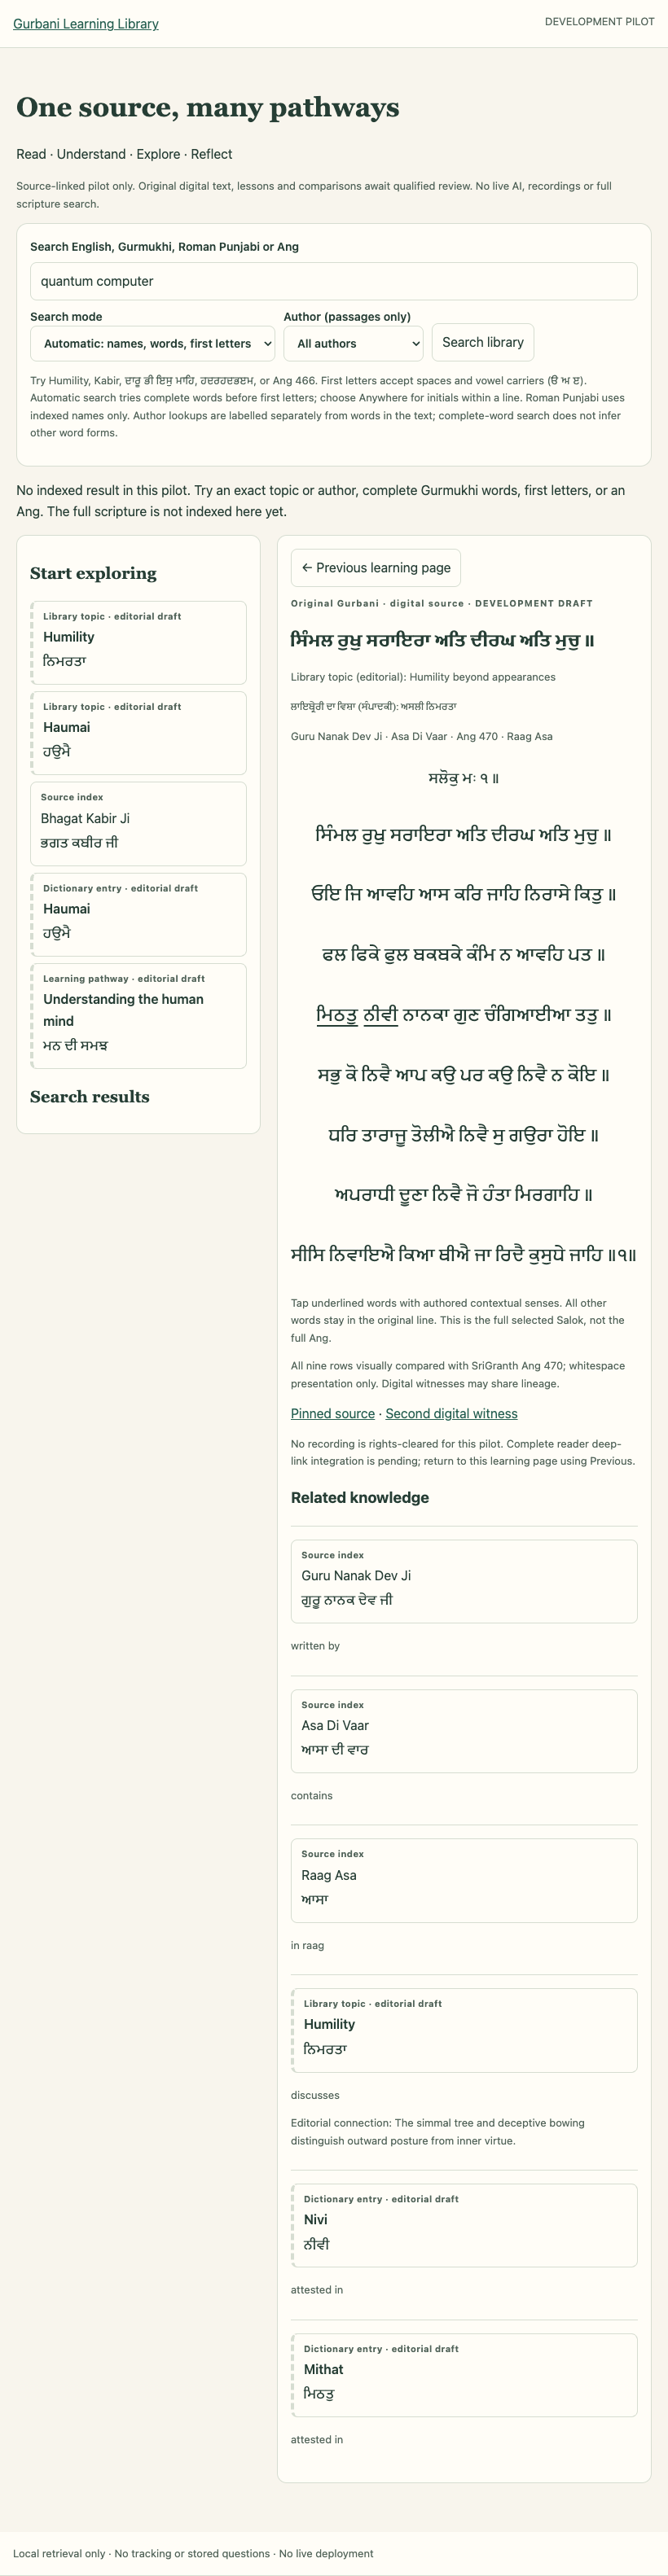 Gurbani Learning Library
DEVELOPMENT PILOT
One source, many pathways
Read · Understand · Explore · Reflect
Source-linked pilot only. Original digital text, lessons and comparisons await qualified review. No live AI, recordings or full
scripture search.
Search English, Gurmukhi, Roman Punjabi or Ang
quantum computer
Search mode
Author (passages only)
Automatic: names, words, first letters
All authors
Search library
Try Humility, Kabir, ਦਾਰੂ ਭੀ ਇਸੁ ਮਾਹਿ, ਹਦਰਹਦਭਇਮ, or Ang 466. First letters accept spaces and vowel carriers (ੳ ਅ ੲ).
Automatic search tries complete words before first letters; choose Anywhere for initials within a line. Roman Punjabi uses
indexed names only. Author lookups are labelled separately from words in the text; complete-word search does not infer
other word forms.
No indexed result in this pilot. Try an exact topic or author, complete Gurmukhi words, first letters, or an
Ang. The full scripture is not indexed here yet.
Start exploring
Library topic · editorial draft
Humility
ਨਿਮਰਤਾ
Library topic · editorial draft
Haumai
ਹਉਮੈ
Source index
Bhagat Kabir Ji
ਭਗਤ ਕਬੀਰ ਜੀ
Dictionary entry · editorial draft
Haumai
ਹਉਮੈ
Learning pathway · editorial draft
Understanding the human
mind
ਮਨ ਦੀ ਸਮਝ
Search results
← Previous learning page
Original Gurbani · digital source · DEVELOPMENT DRAFT
ਸਿੰਮਲ ਰੁਖੁ ਸਰਾਇਰਾ ਅਤਿ ਦੀਰਘ ਅਤਿ ਮੁਚੁ ॥
Library topic (editorial): Humility beyond appearances
ਲਾਇਬ੍ਰੇਰੀ ਦਾ ਵਿਸ਼ਾ (ਸੰਪਾਦਕੀ): ਅਸਲੀ ਨਿਮਰਤਾ
Guru Nanak Dev Ji · Asa Di Vaar · Ang 470 · Raag Asa
ਸਲੋਕੁ ਮਃ ੧ ॥
ਸਿੰਮਲ ਰੁਖੁ ਸਰਾਇਰਾ ਅਤਿ ਦੀਰਘ ਅਤਿ ਮੁਚੁ ॥
ਓਇ ਜਿ ਆਵਹਿ ਆਸ ਕਰਿ ਜਾਹਿ ਨਿਰਾਸੇ ਕਿਤੁ ॥
ਫਲ ਫਿਕੇ ਫੁਲ ਬਕਬਕੇ ਕੰਮਿ ਨ ਆਵਹਿ ਪਤ ॥
ਮਿਠਤੁ ਨੀਵੀ ਨਾਨਕਾ ਗੁਣ ਚੰਗਿਆਈਆ ਤਤੁ ॥
ਸਭੁ ਕੋ ਨਿਵੈ ਆਪ ਕਉ ਪਰ ਕਉ ਨਿਵੈ ਨ ਕੋਇ ॥
ਧਰਿ ਤਾਰਾਜੂ ਤੋਲੀਐ ਨਿਵੈ ਸੁ ਗਉਰਾ ਹੋਇ ॥
ਅਪਰਾਧੀ ਦੂਣਾ ਨਿਵੈ ਜੋ ਹੰਤਾ ਮਿਰਗਾਹਿ ॥
ਸੀਸਿ ਨਿਵਾਇਐ ਕਿਆ ਥੀਐ ਜਾ ਰਿਦੈ ਕੁਸੁਧੇ ਜਾਹਿ ॥੧॥
Tap underlined words with authored contextual senses. All other
words stay in the original line. This is the full selected Salok, not the
full Ang.
All nine rows visually compared with SriGranth Ang 470; whitespace
presentation only. Digital witnesses may share lineage.
Pinned source · Second digital witness
No recording is rights-cleared for this pilot. Complete reader deep-
link integration is pending; return to this learning page using Previous.
Related knowledge
Source index
Guru Nanak Dev Ji
ਗੁਰੂ ਨਾਨਕ ਦੇਵ ਜੀ
written by
Source index
Asa Di Vaar
ਆਸਾ ਦੀ ਵਾਰ
contains
Source index
Raag Asa
ਆਸਾ
in raag
Library topic · editorial draft
Humility
ਨਿਮਰਤਾ
discusses
Editorial connection: The simmal tree and deceptive bowing
distinguish outward posture from inner virtue.
Dictionary entry · editorial draft
Nivi
ਨੀਵੀ
attested in
Dictionary entry · editorial draft
Mithat
ਮਿਠਤੁ
attested in
Local retrieval only · No tracking or stored questions · No live deployment